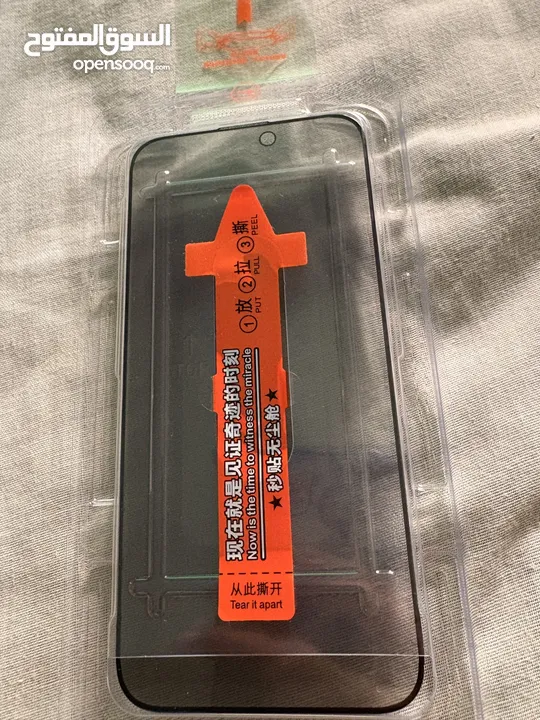 السوق المفتوح
opensooq.com
① 放 ② 拉 ③ 撕
PUT PULL PEEL
现在就是见证奇迹的时刻
Now is the time to witness the miracle
★ 秒贴无尘舱 ★
从此撕开
Tear it apart